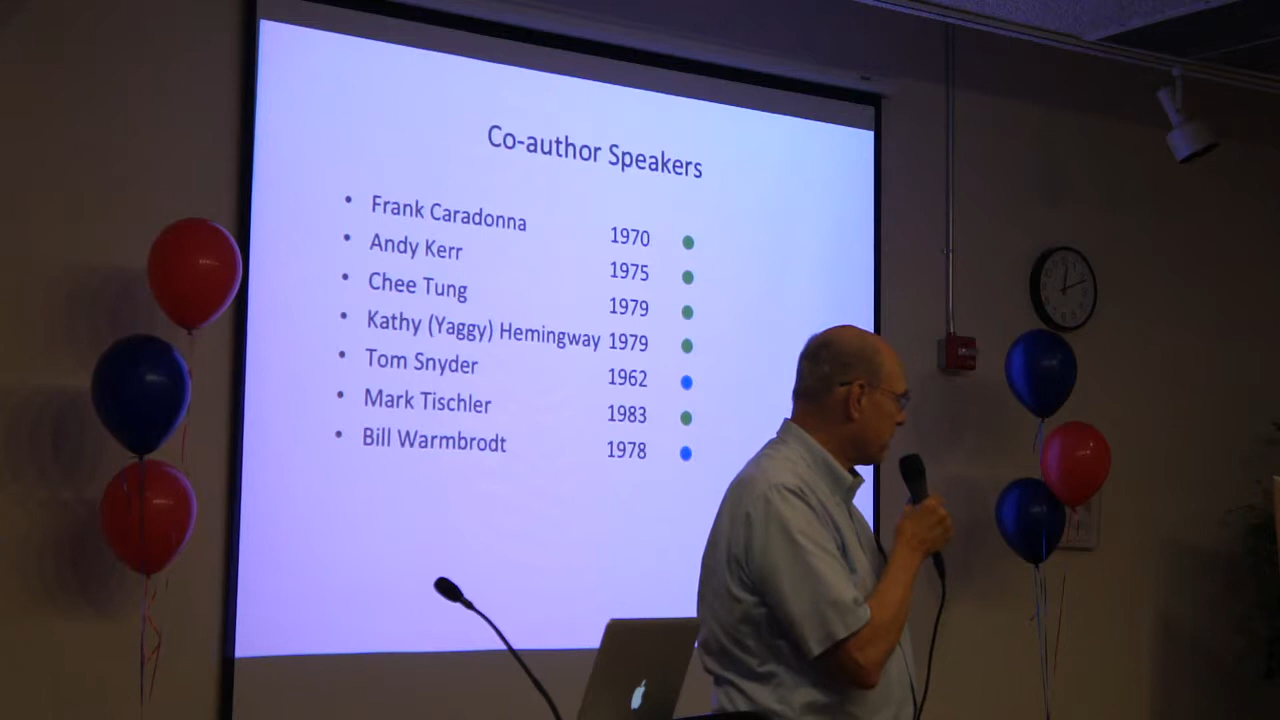 Co-author Speakers
• Frank Caradonna 1970
• Andy Kerr 1975
• Chee Tung 1979
• Kathy (Yaggy) Hemingway 1979
• Tom Snyder 1962
• Mark Tischler 1983
• Bill Warmbrodt 1978